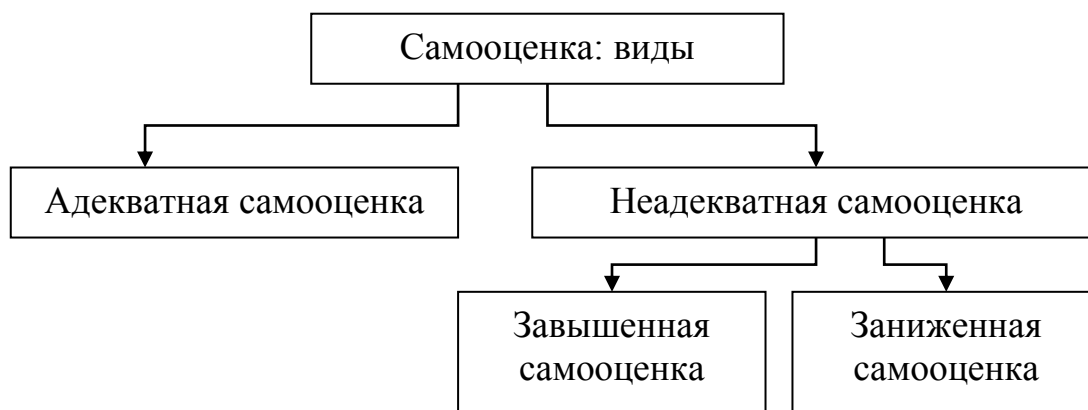 Самооценка: виды
Адекватная самооценка
Неадекватная самооценка
Завышенная
самооценка
Заниженная
самооценка